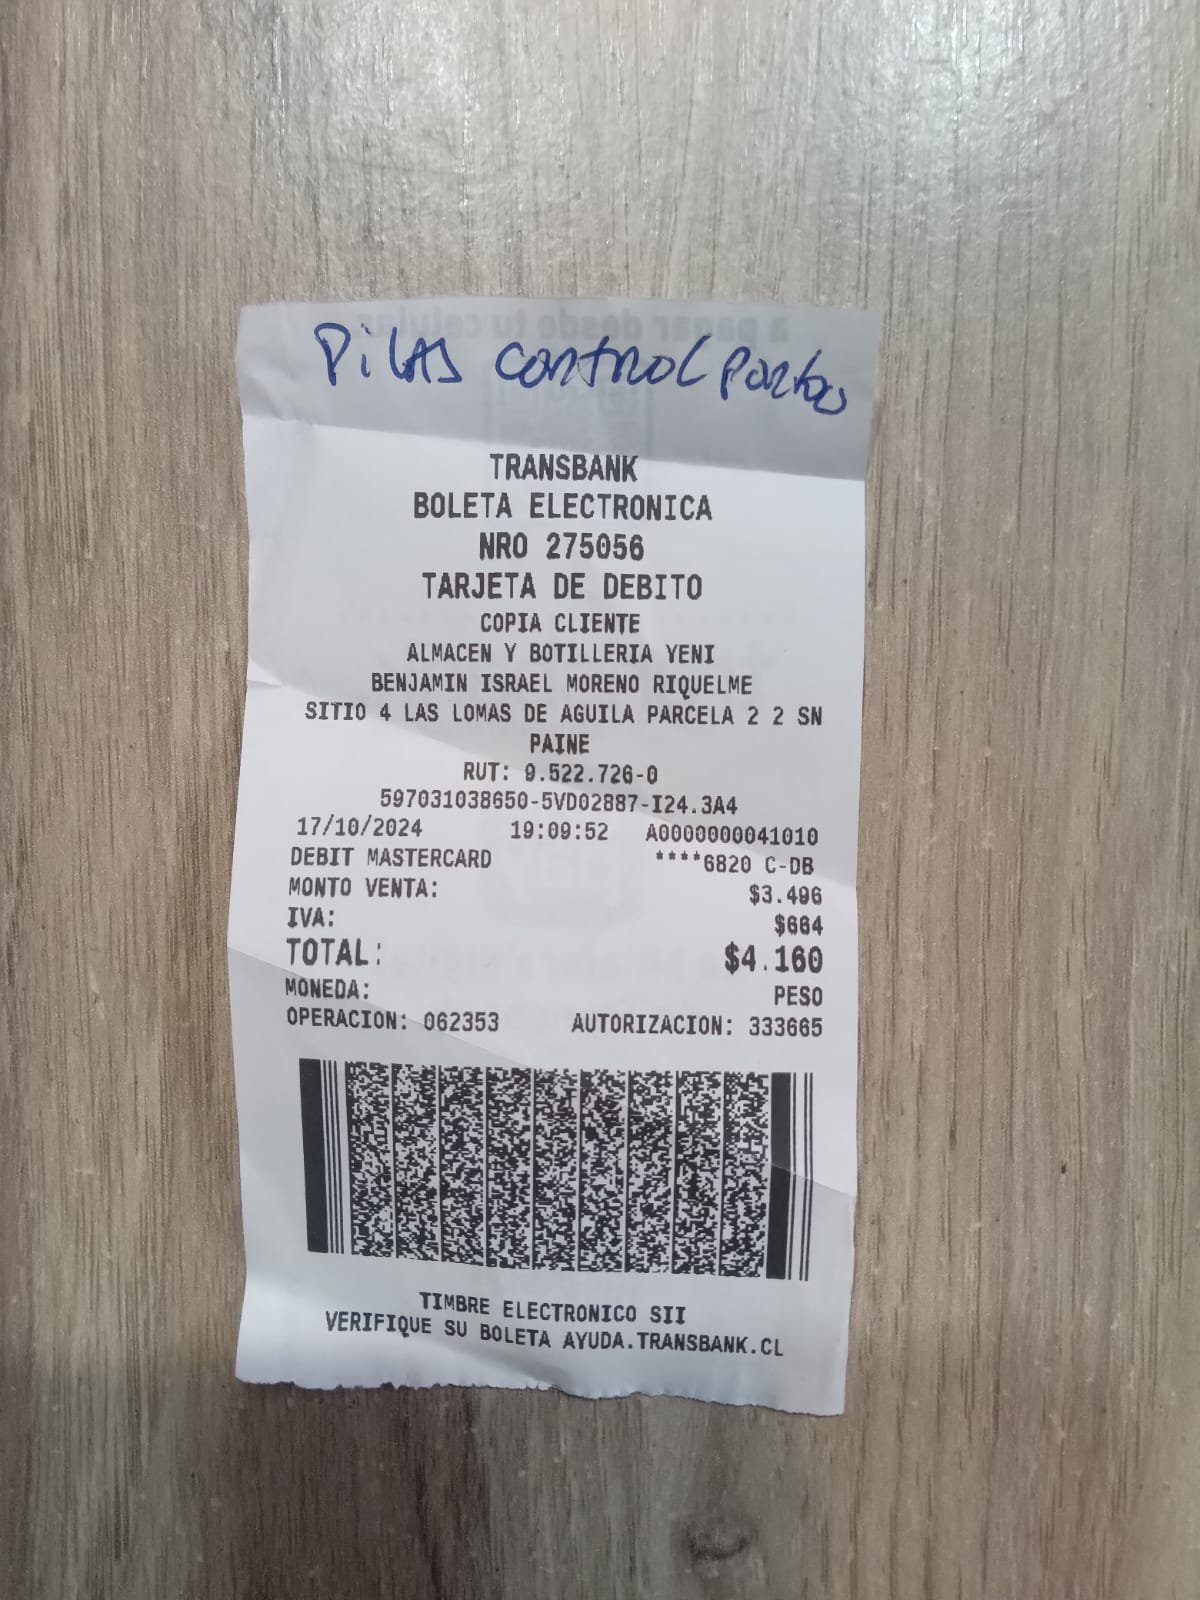 Pilas control Porton
TRANSBANK
BOLETA ELECTRONICA
NRO 275056
TARJETA DE DEBITO
COPIA CLIENTE
ALMACEN Y BOTILLERIA YENI
BENJAMIN ISRAEL MORENO RIQUELME
SITIO 4 LAS LOMAS DE AGUILA PARCELA 2 2 SN
PAINE
RUT: 9.522.726-0
597031038650-5VD02887-I24.3A4
17/10/2024 19:09:52 A0000000041010
DEBIT MASTERCARD ****6820 C-DB
MONTO VENTA: $3.496
IVA: $664
TOTAL: $4.160
MONEDA: PESO
OPERACION: 062353 AUTORIZACION: 333665
TIMBRE ELECTRONICO SII
VERIFIQUE SU BOLETA AYUDA.TRANSBANK.CL